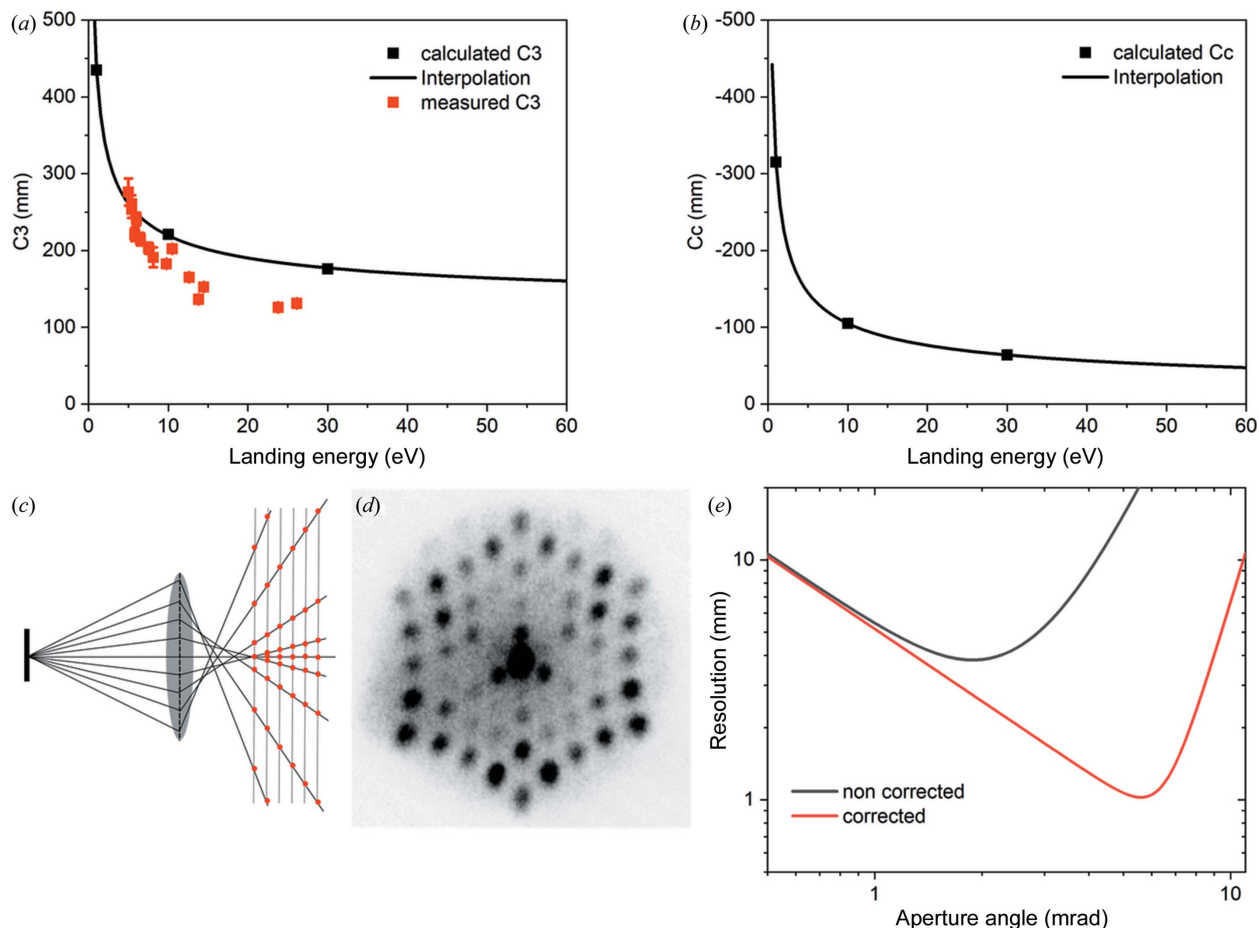 (a)
500
400
300
200
100
0
C3 (mm)
calculated C3
Interpolation
measured C3
0 10 20 30 40 50 60
Landing energy (eV)
(b)
-500
-400
-300
-200
-100
0
Cc (mm)
calculated Cc
Interpolation
0 10 20 30 40 50 60
Landing energy (eV)
(c)
(d)
(e)
10
1
Resolution (mm)
non corrected
corrected
1 10
Aperture angle (mrad)